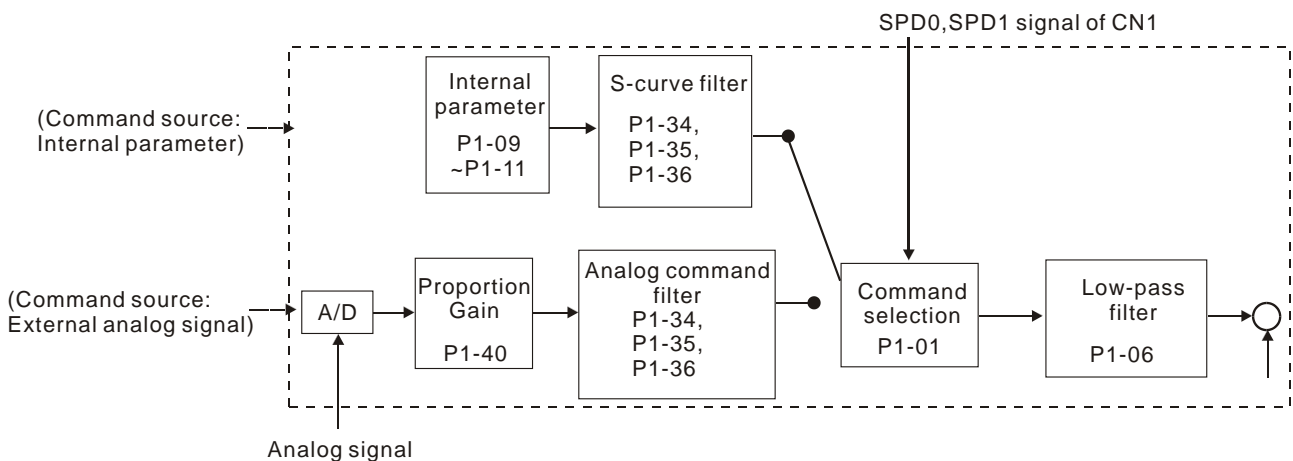 SPD0,SPD1 signal of CN1
(Command source:
Internal parameter)
Internal
parameter
P1-09
~P1-11
S-curve filter
P1-34,
P1-35,
P1-36
(Command source:
External analog signal)
A/D
Proportion
Gain
P1-40
Analog command
filter
P1-34,
P1-35,
P1-36
Command
selection
P1-01
Low-pass
filter
P1-06
Analog signal